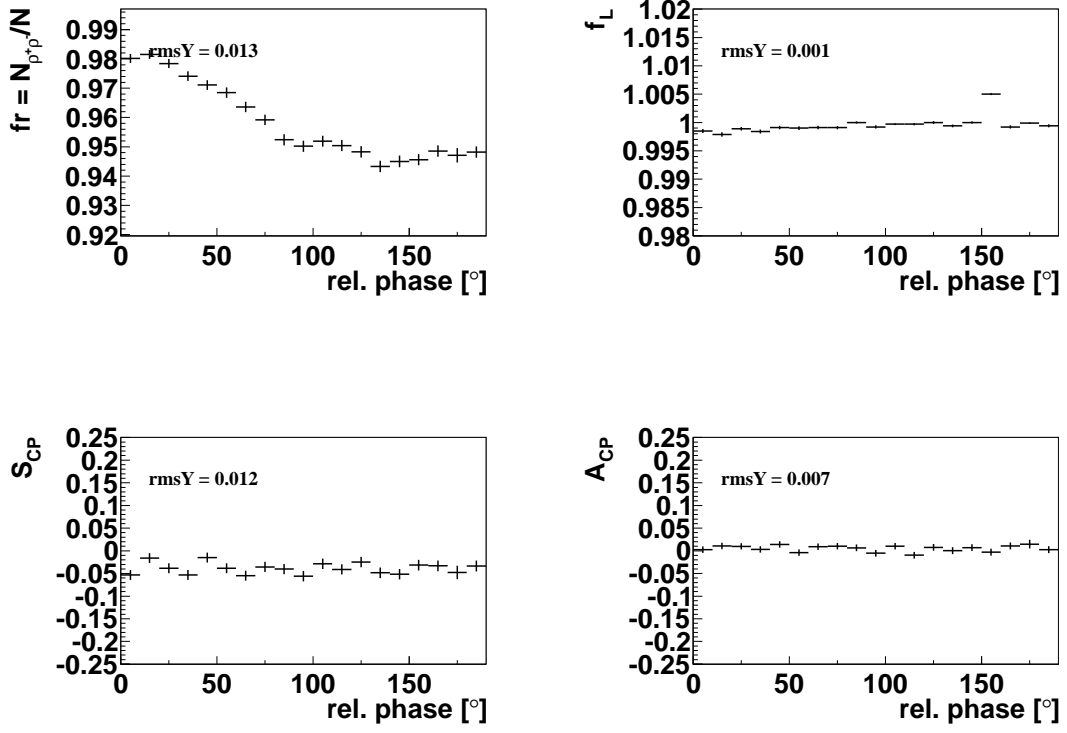 fr = N_ρ⁺ρ⁻/N
0.99
0.98
0.97
0.96
0.95
0.94
0.93
0.92
rmsY = 0.013
0 50 100 150
rel. phase [°]
f_L
1.02
1.015
1.01
1.005
1
0.995
0.99
0.985
0.98
rmsY = 0.001
0 50 100 150
rel. phase [°]
S_CP
0.25
0.2
0.15
0.1
0.05
0
-0.05
-0.1
-0.15
-0.2
-0.25
rmsY = 0.012
0 50 100 150
rel. phase [°]
A_CP
0.25
0.2
0.15
0.1
0.05
0
-0.05
-0.1
-0.15
-0.2
-0.25
rmsY = 0.007
0 50 100 150
rel. phase [°]